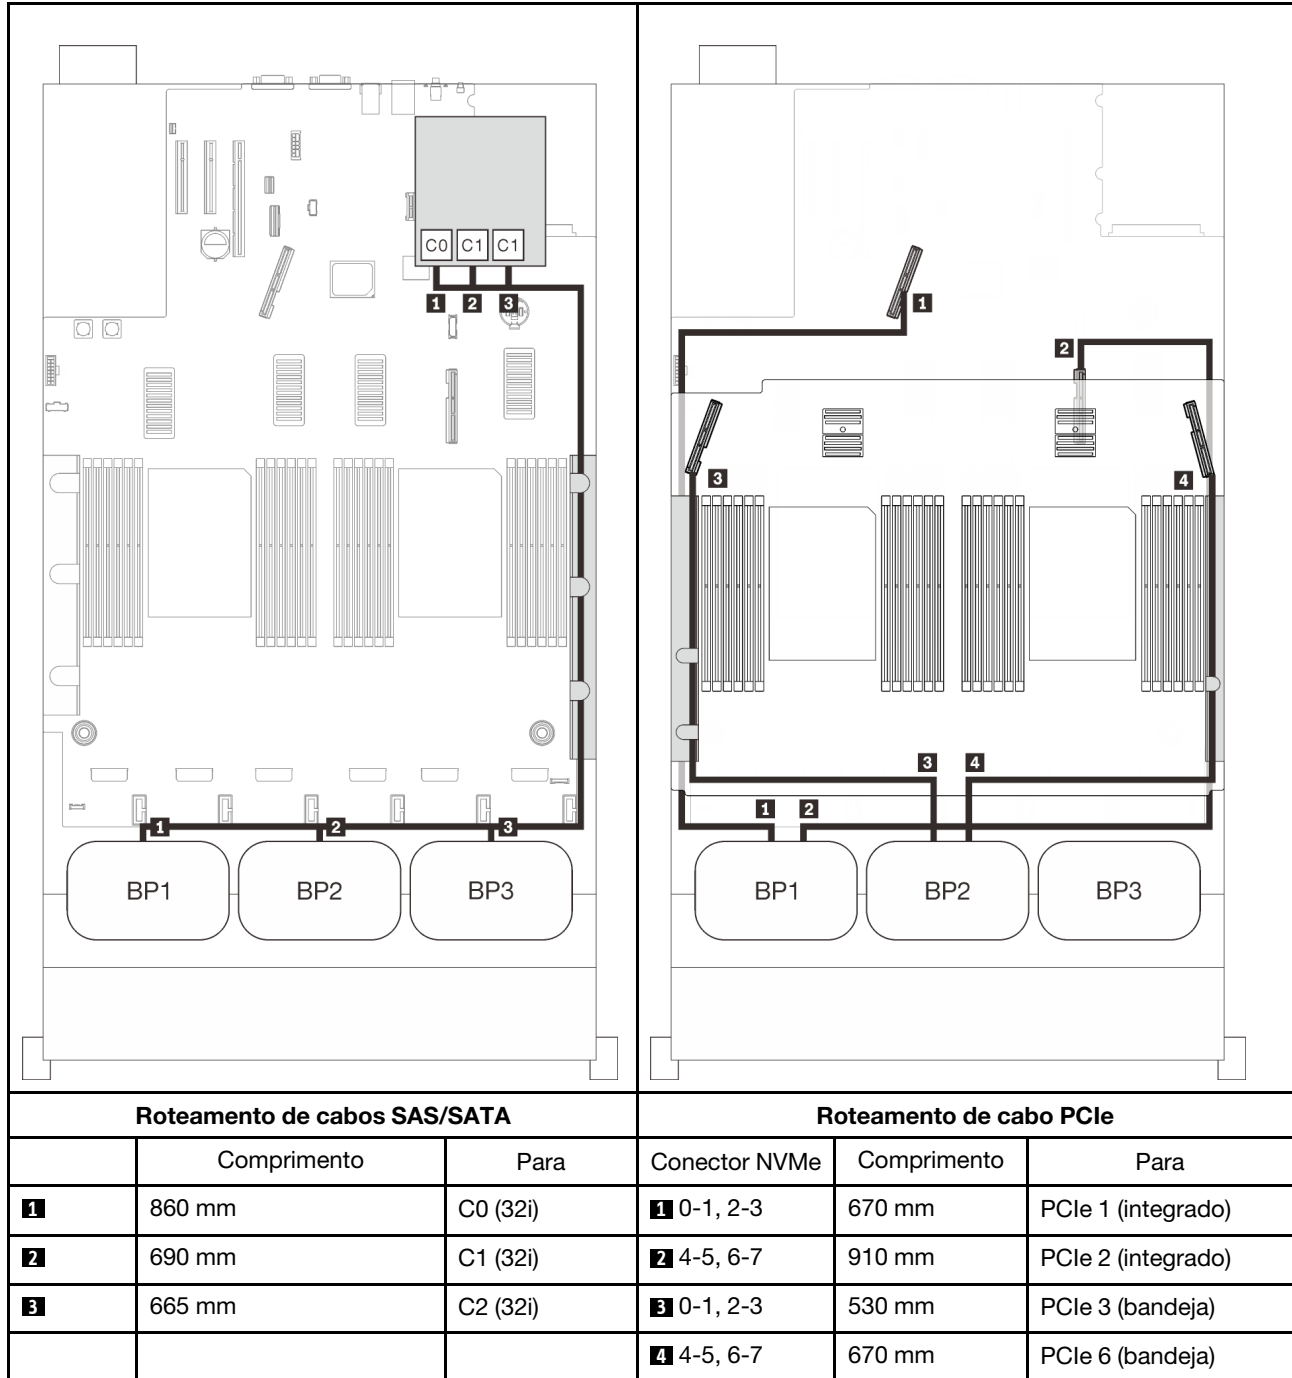 C0 C1 C1
1 2 3
1 2 3
BP1 BP2 BP3
1
2
3 4
3 4
1 2
BP1 BP2 BP3
Roteamento de cabos SAS/SATA
Roteamento de cabo PCIe
Comprimento Para Conector NVMe Comprimento Para
1 860 mm C0 (32i) 1 0-1, 2-3 670 mm PCIe 1 (integrado)
2 690 mm C1 (32i) 2 4-5, 6-7 910 mm PCIe 2 (integrado)
3 665 mm C2 (32i) 3 0-1, 2-3 530 mm PCIe 3 (bandeja)
4 4-5, 6-7 670 mm PCIe 6 (bandeja)